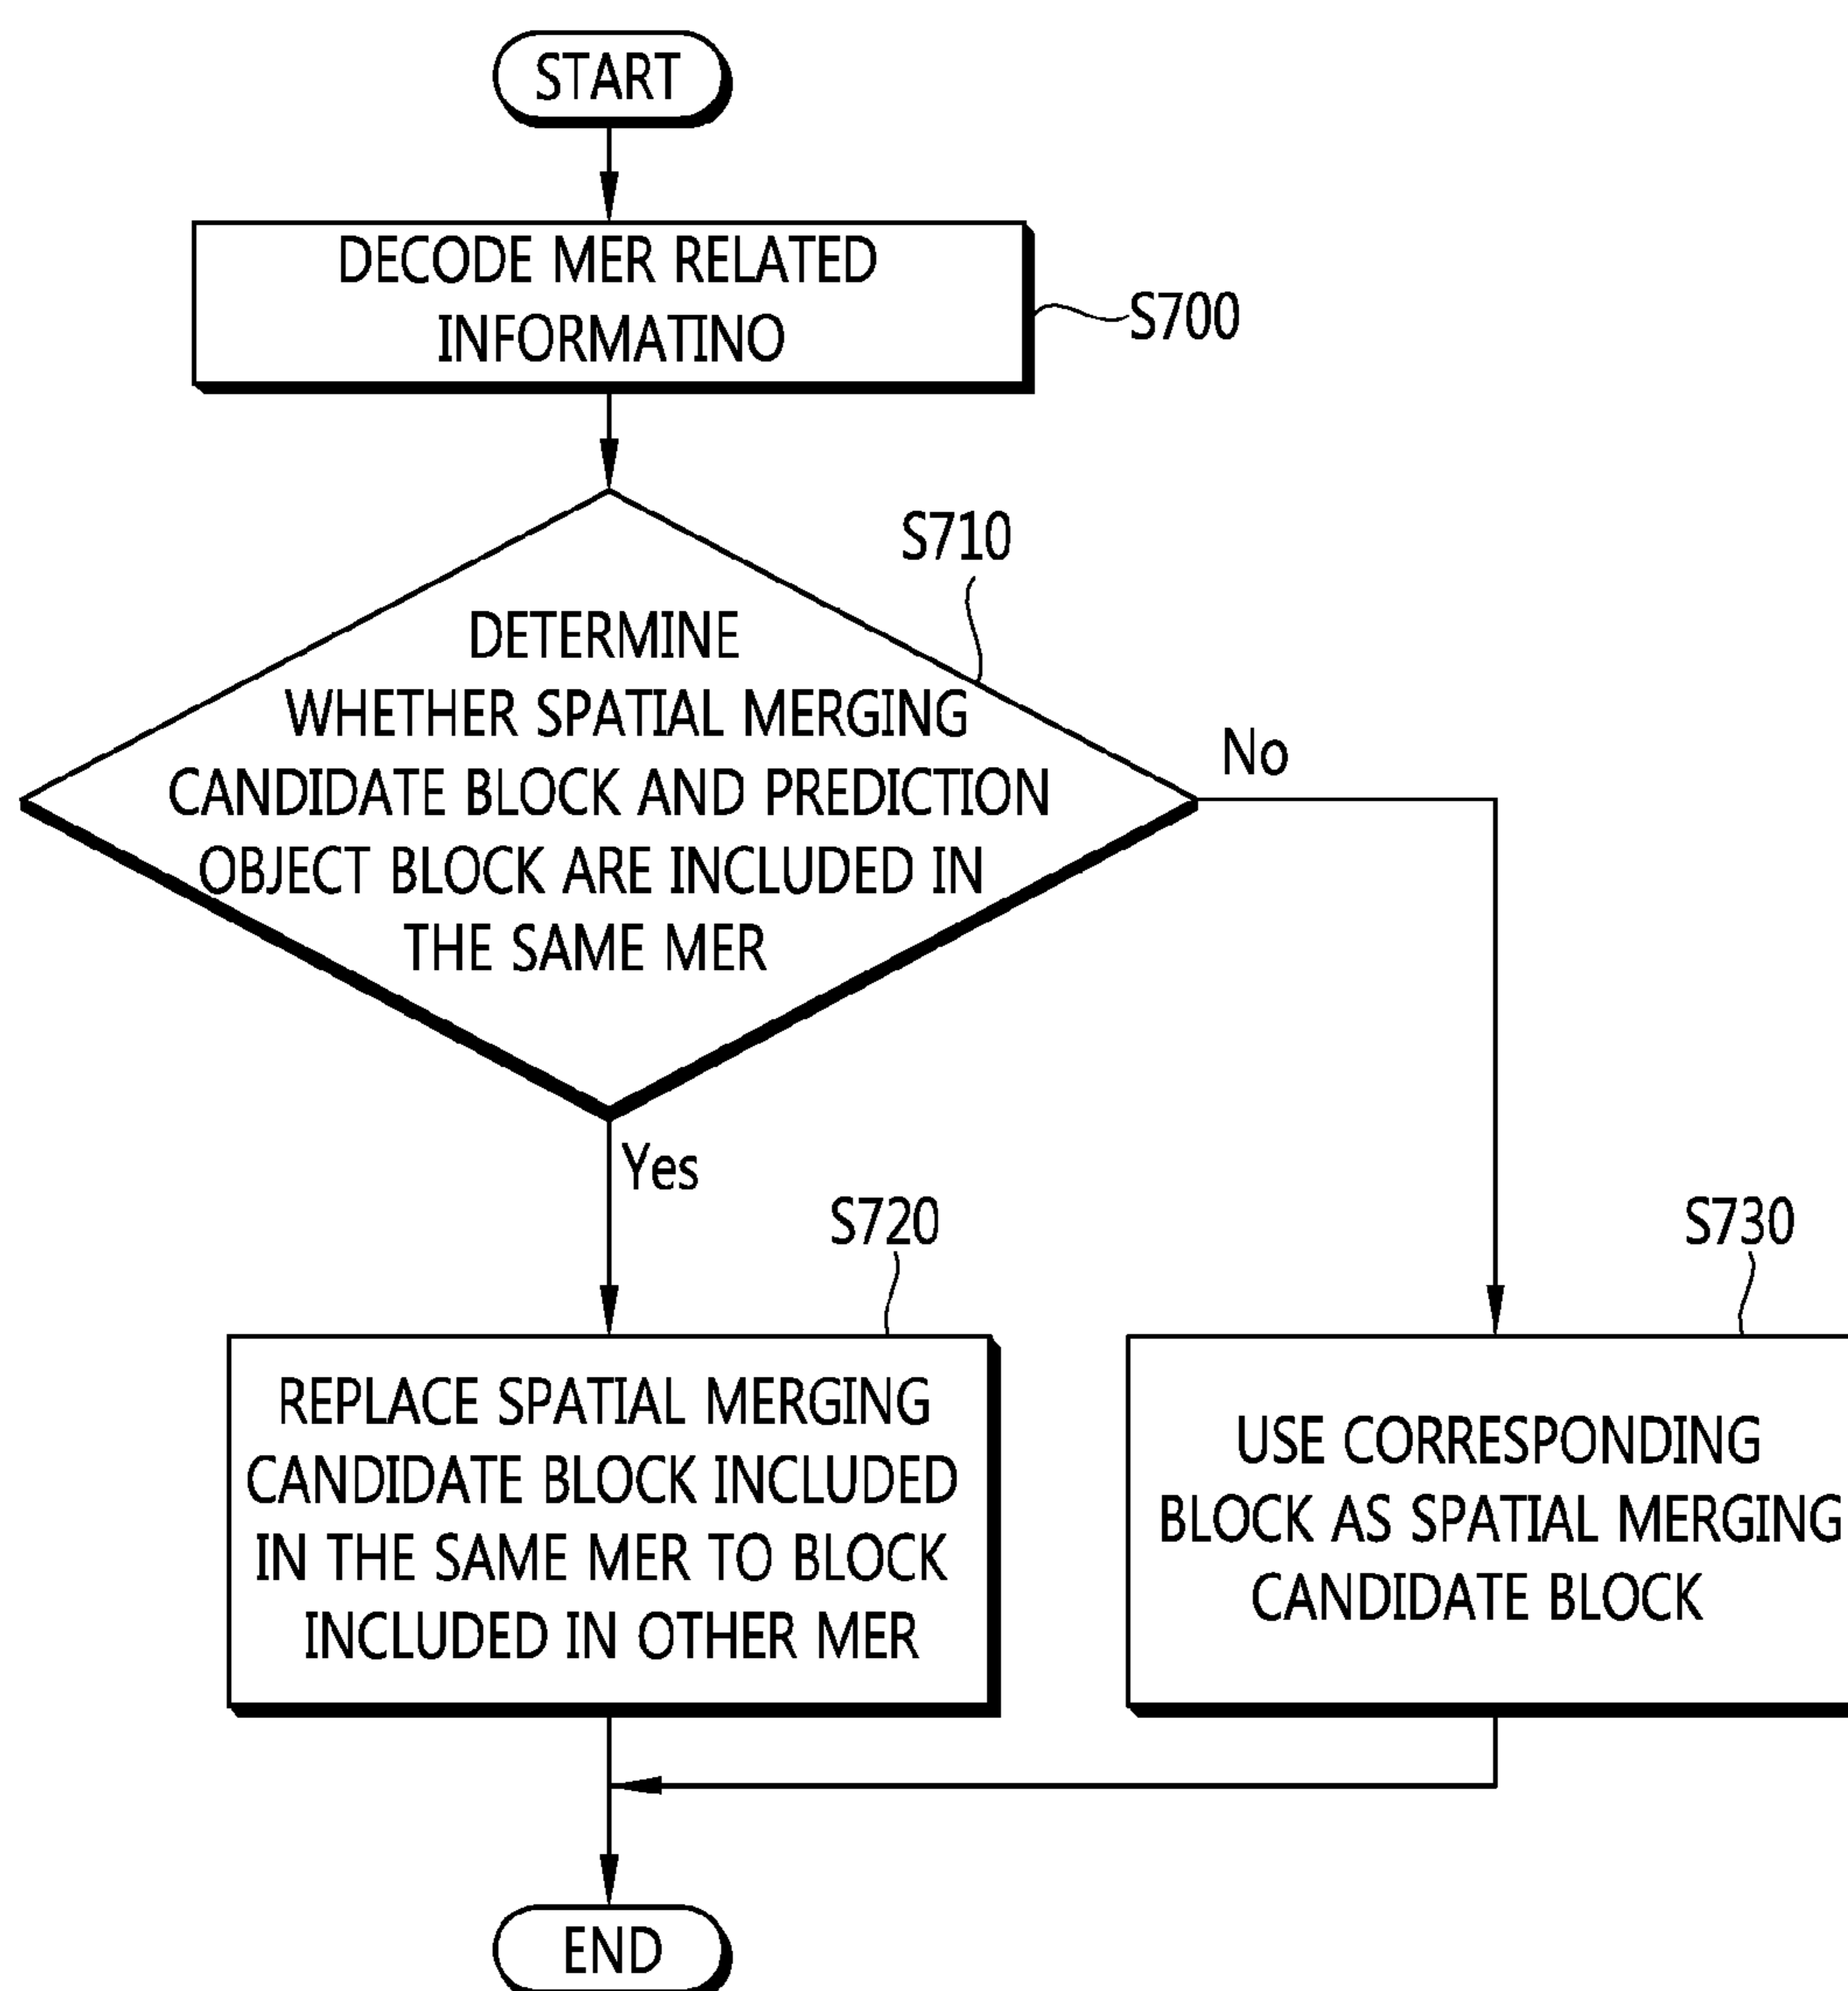 START
DECODE MER RELATED
INFORMATINO
S700
S710
DETERMINE
WHETHER SPATIAL MERGING
CANDIDATE BLOCK AND PREDICTION
OBJECT BLOCK ARE INCLUDED IN
THE SAME MER
No
Yes
S720
REPLACE SPATIAL MERGING
CANDIDATE BLOCK INCLUDED
IN THE SAME MER TO BLOCK
INCLUDED IN OTHER MER
S730
USE CORRESPONDING
BLOCK AS SPATIAL MERGING
CANDIDATE BLOCK
END